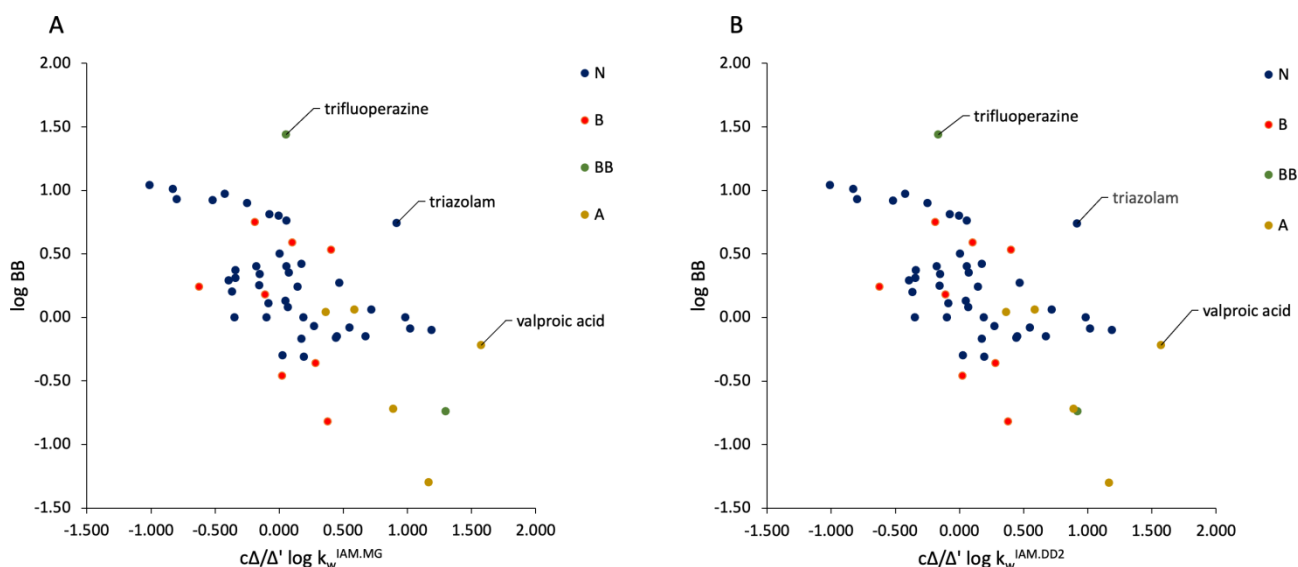 A
2.00
1.50
1.00
0.50
0.00
-0.50
-1.00
-1.50
log BB
-1.500 -1.000 -0.500 0.000 0.500 1.000 1.500 2.000
cΔ/Δ' log kw IAM.MG
trifluoperazine
triazolam
valproic acid
N
B
BB
A
B
2.00
1.50
1.00
0.50
0.00
-0.50
-1.00
-1.50
log BB
-1.500 -1.000 -0.500 0.000 0.500 1.000 1.500 2.000
cΔ/Δ' log kw IAM.DD2
trifluoperazine
triazolam
valproic acid
N
B
BB
A